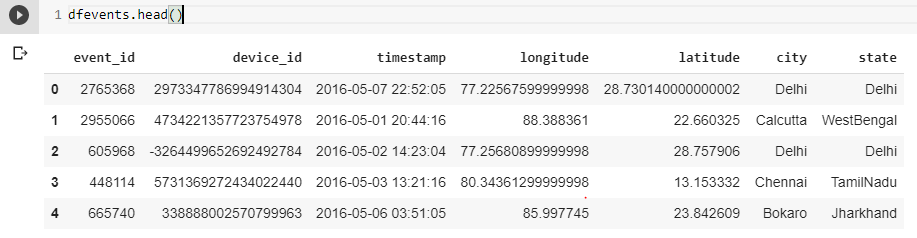 1 dfevents.head()
event_id device_id timestamp longitude latitude city state
0 2765368 2973347786994914304 2016-05-07 22:52:05 77.22567599999998 28.730140000000002 Delhi Delhi
1 2955066 4734221357723754978 2016-05-01 20:44:16 88.388361 22.660325 Calcutta WestBengal
2 605968 -3264499652692492784 2016-05-02 14:23:04 77.25680899999998 28.757906 Delhi Delhi
3 448114 5731369272434022440 2016-05-03 13:21:16 80.34361299999998 13.153332 Chennai TamilNadu
4 665740 338888002570799963 2016-05-06 03:51:05 85.997745 23.842609 Bokaro Jharkhand